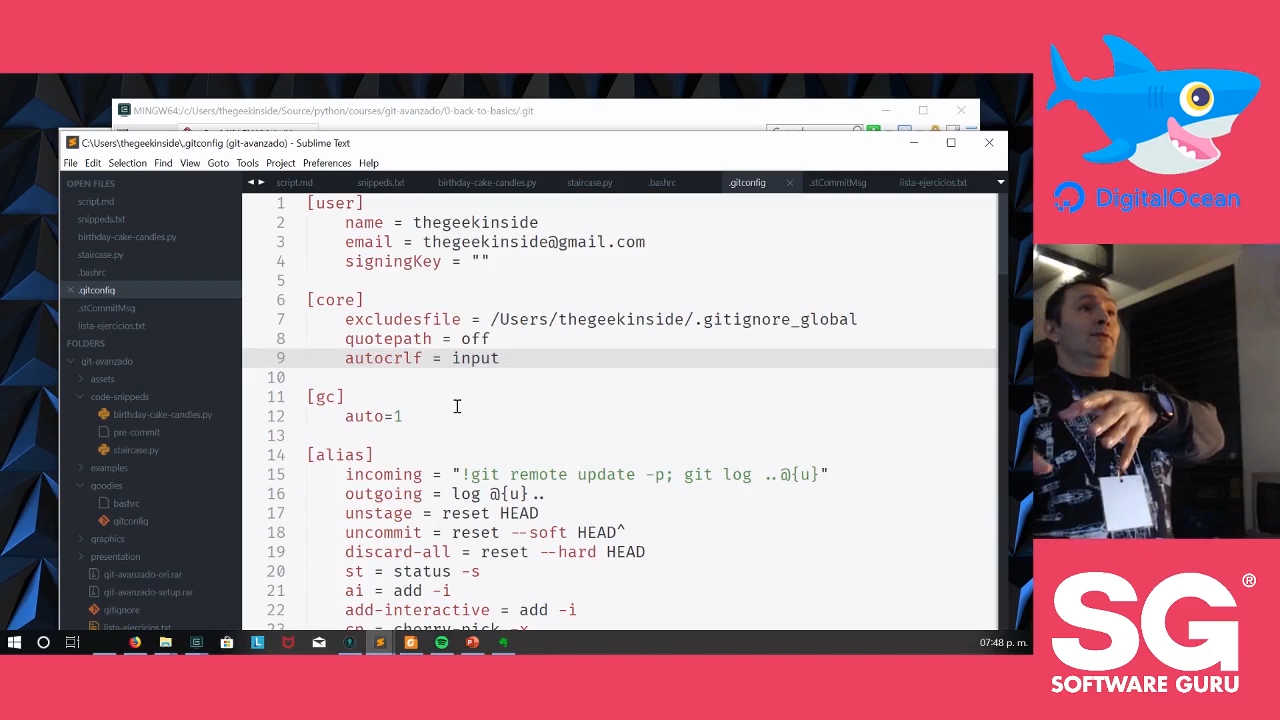 MINGW64:/c/Users/thegeekinside/Source/python/courses/git-avanzado/0-back-to-basics/.git
C:\Users\thegeekinside\.gitconfig (git-avanzado) - Sublime Text
File Edit Selection Find View Goto Tools Project Preferences Help
OPEN FILES
script.md
snippeds.txt
birthday-cake-candles.py
staircase.py
.bashrc
.gitconfig
.stCommitMsg
lista-ejercicios.txt
FOLDERS
git-avanzado
assets
code-snippeds
birthday-cake-candles.py
pre-commit
staircase.py
examples
goodies
bashrc
gitconfig
graphics
presentation
git-avanzado-ori.rar
git-avanzado-setup.rar
gitignore
lista-ejercicios.txt
script.md snippeds.txt birthday-cake-candles.py staircase.py .bashrc .gitconfig .stCommitMsg lista-ejercicios.txt
1 [user]
2 name = thegeekinside
3 email = thegeekinside@gmail.com
4 signingKey = ""
5
6 [core]
7 excludesfile = /Users/thegeekinside/.gitignore_global
8 quotepath = off
9 autocrlf = input
10
11 [gc]
12 auto=1
13
14 [alias]
15 incoming = "!git remote update -p; git log ..@{u}"
16 outgoing = log @{u}..
17 unstage = reset HEAD
18 uncommit = reset --soft HEAD^
19 discard-all = reset --hard HEAD
20 st = status -s
21 ai = add -i
22 add-interactive = add -i
23 cp = cherry-pick -x
07:48 p. m.
DigitalOcean
SG®
SOFTWARE GURU